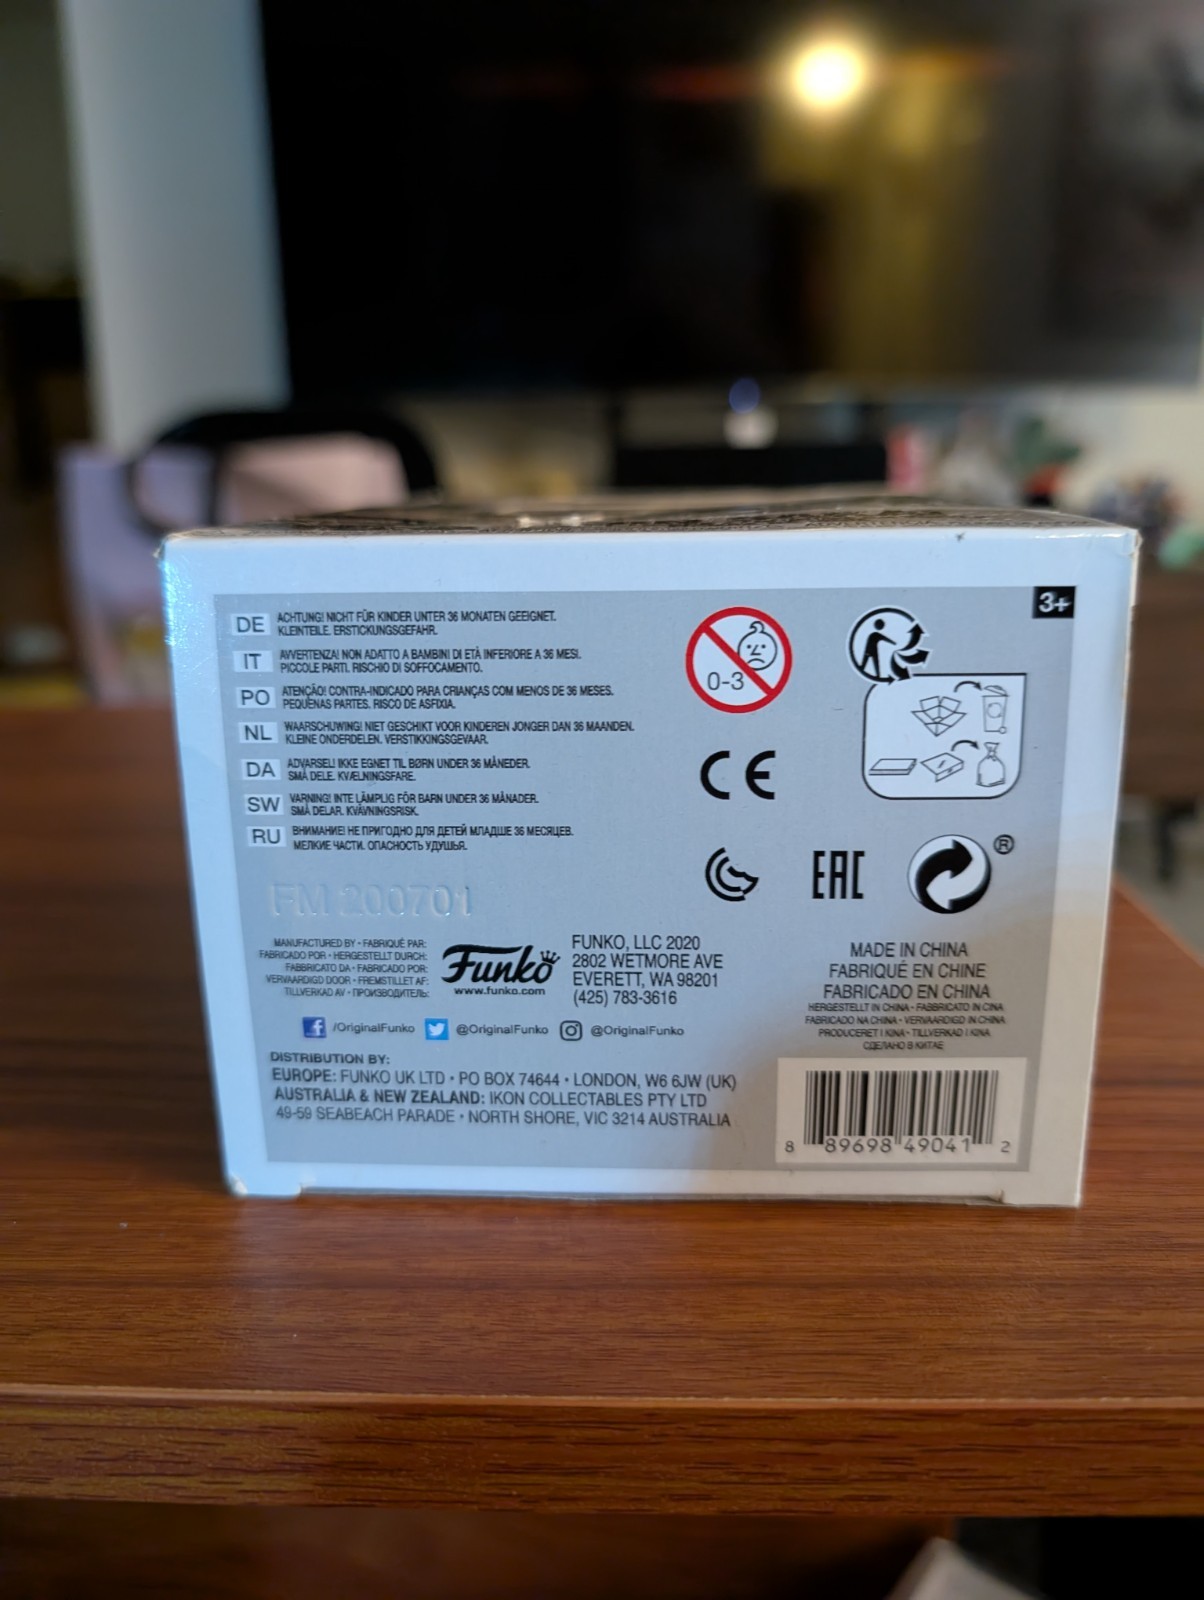 3+
DE ACHTUNG! NICHT FÜR KINDER UNTER 36 MONATEN GEEIGNET.
KLEINTEILE. ERSTICKUNGSGEFAHR.
IT AVVERTENZA! NON ADATTO A BAMBINI DI ETÀ INFERIORE A 36 MESI.
PICCOLE PARTI. RISCHIO DI SOFFOCAMENTO.
PO ATENÇÃO! CONTRA-INDICADO PARA CRIANÇAS COM MENOS DE 36 MESES.
PEQUENAS PARTES. RISCO DE ASFIXIA.
NL WAARSCHUWING! NIET GESCHIKT VOOR KINDEREN JONGER DAN 36 MAANDEN.
KLEINE ONDERDELEN. VERSTIKKINGSGEVAAR.
DA ADVARSEL! IKKE EGNET TIL BØRN UNDER 36 MÅNEDER.
SMÅ DELE. KVÆLNINGSFARE.
SW VARNING! INTE LÄMPLIG FÖR BARN UNDER 36 MÅNADER.
SMÅ DELAR. KVÄVNINGSRISK.
RU ВНИМАНИЕ! НЕ ПРИГОДНО ДЛЯ ДЕТЕЙ МЛАДШЕ 36 МЕСЯЦЕВ.
МЕЛКИЕ ЧАСТИ. ОПАСНОСТЬ УДУШЬЯ.
0-3
CE
EAC
®
FM 200701
MANUFACTURED BY • FABRIQUÉ PAR:
FABRICADO POR • HERGESTELLT DURCH:
FABBRICATO DA • FABRICADO POR:
VERVAARDIGD DOOR • FREMSTILLET AF:
TILLVERKAD AV • ПРОИЗВОДИТЕЛЬ:
Funko
www.funko.com
FUNKO, LLC 2020
2802 WETMORE AVE
EVERETT, WA 98201
(425) 783-3616
MADE IN CHINA
FABRIQUÉ EN CHINE
FABRICADO EN CHINA
HERGESTELLT IN CHINA • FABBRICATO IN CINA
FABRICADO NA CHINA • VERVAARDIGD IN CHINA
PRODUCERET I KINA • TILLVERKAD I KINA
СДЕЛАНО В КИТАЕ
/OriginalFunko @OriginalFunko @OriginalFunko
DISTRIBUTION BY:
EUROPE: FUNKO UK LTD • PO BOX 74644 • LONDON, W6 6JW (UK)
AUSTRALIA & NEW ZEALAND: IKON COLLECTABLES PTY LTD
49-59 SEABEACH PARADE • NORTH SHORE, VIC 3214 AUSTRALIA
8 89698 49041 2